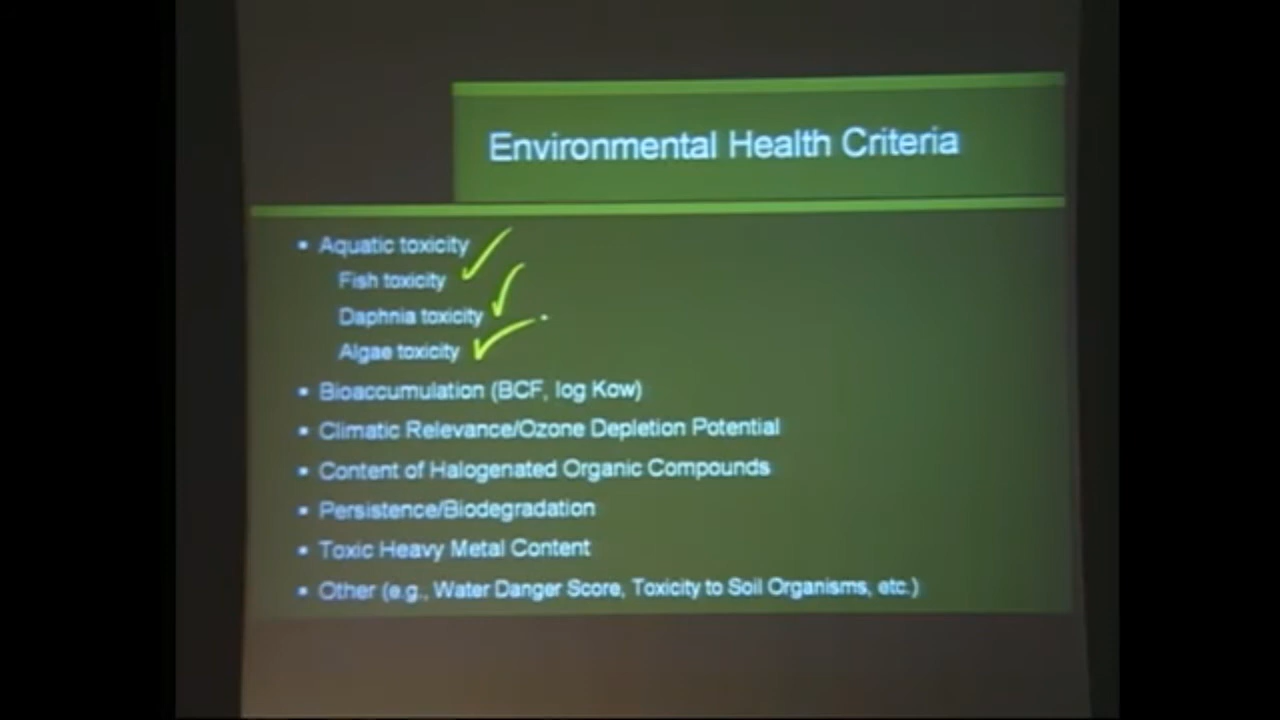 Environmental Health Criteria
▪ Aquatic toxicity
Fish toxicity
Daphnia toxicity
Algae toxicity
▪ Bioaccumulation (BCF, log Kow)
▪ Climatic Relevance/Ozone Depletion Potential
▪ Content of Halogenated Organic Compounds
▪ Persistence/Biodegradation
▪ Toxic Heavy Metal Content
▪ Other (e.g., Water Danger Score, Toxicity to Soil Organisms, etc.)